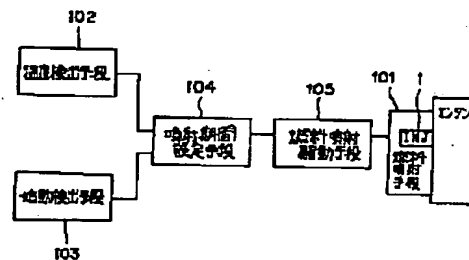 102
温度検出手段
104
噴射期間
設定手段
105
燃料噴射
駆動手段
101
1
INJ
燃料
噴射
手段
エンジン
始動検出手段
103